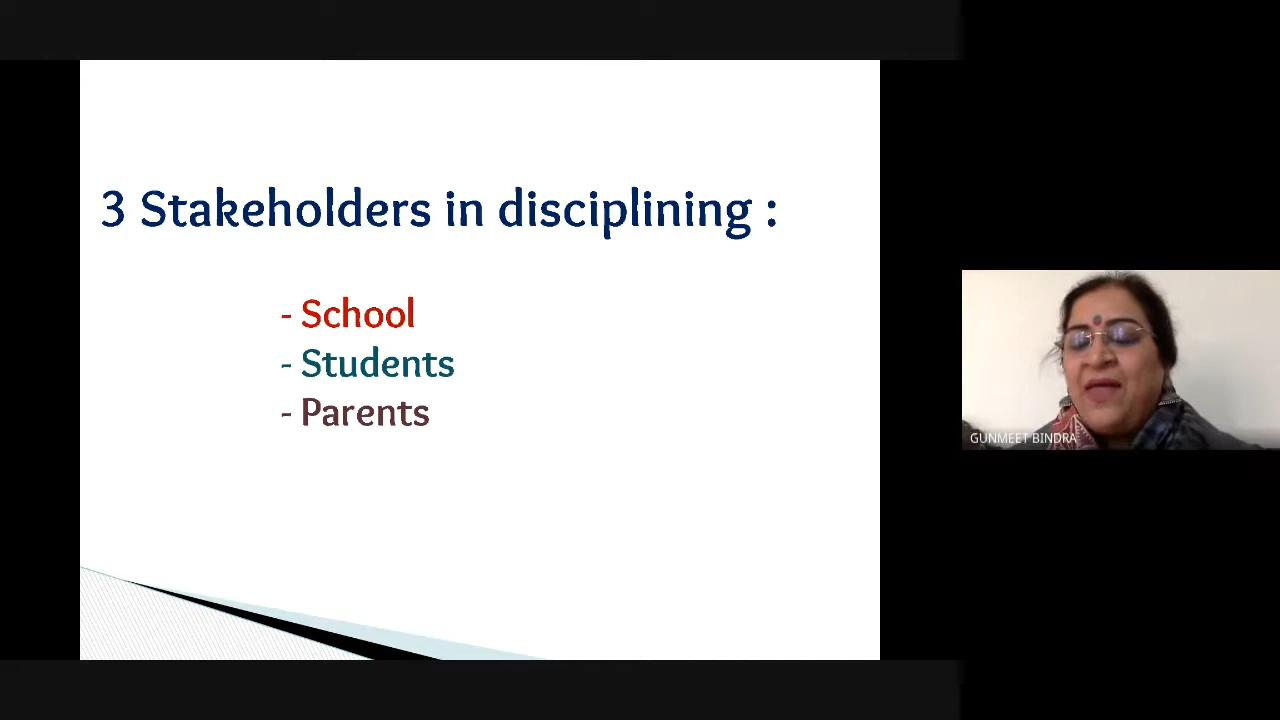 3 Stakeholders in disciplining :
- School
- Students
- Parents
GUNMEET BINDRA